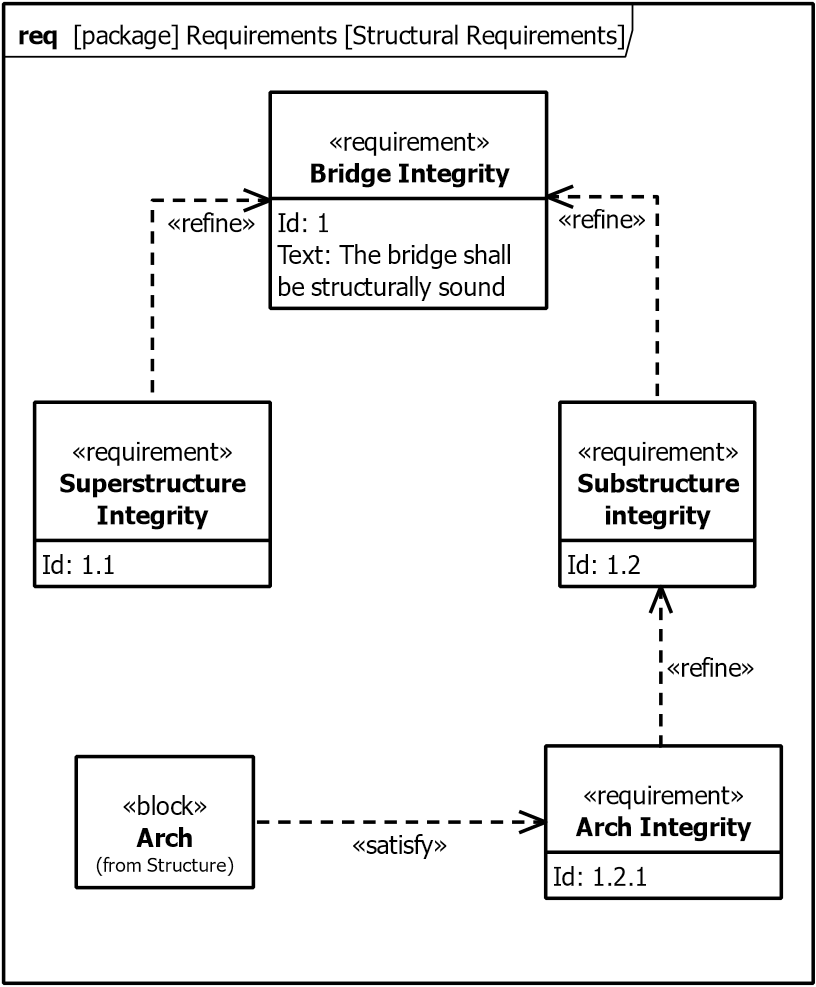 req [package] Requirements [Structural Requirements]
«requirement»
Bridge Integrity
«refine»
«refine»
Id: 1
Text: The bridge shall
be structurally sound
«requirement»
Superstructure
Integrity
Id: 1.1
«requirement»
Substructure
integrity
Id: 1.2
«refine»
«block»
Arch
(from Structure)
«satisfy»
«requirement»
Arch Integrity
Id: 1.2.1